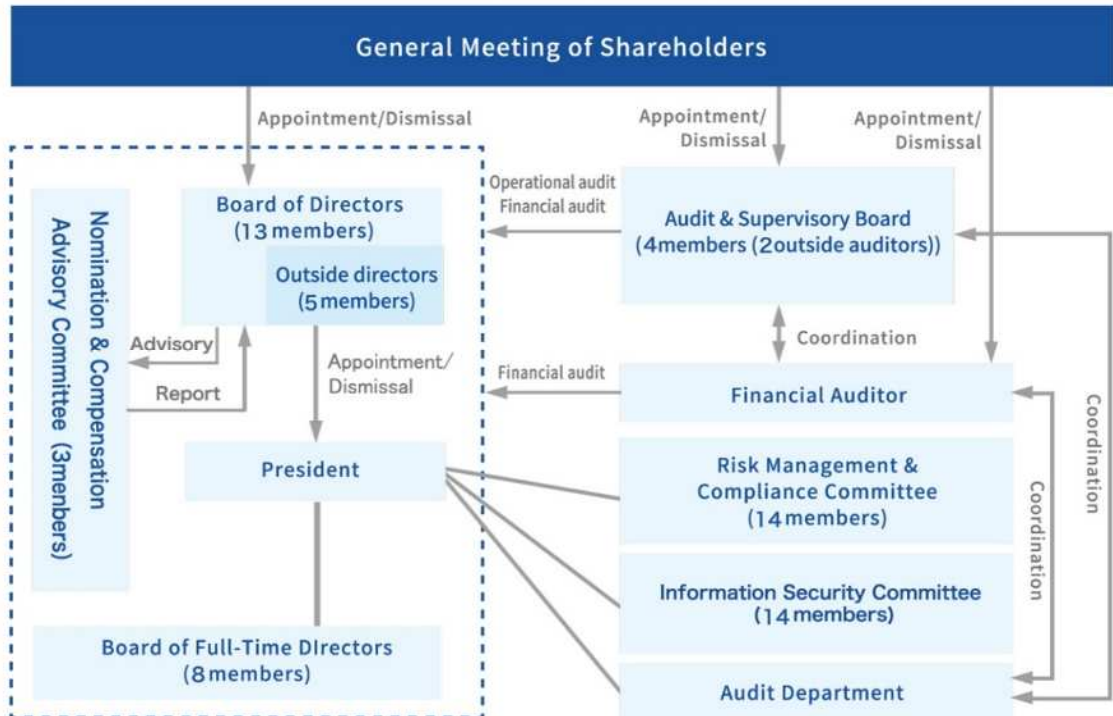 General Meeting of Shareholders
Appointment/Dismissal
Appointment/
Dismissal
Appointment/
Dismissal
Nomination & Compensation
Advisory Committee (3menbers)
Board of Directors
(13 members)
Outside directors
(5 members)
Operational audit
Financial audit
Audit & Supervisory Board
(4members (2outside auditors))
Advisory
Report
Appointment/
Dismissal
Coordination
Financial audit
Financial Auditor
President
Risk Management &
Compliance Committee
(14 members)
Coordination
Coordination
Information Security Committee
(14 members)
Board of Full-Time DIrectors
(8 members)
Audit Department